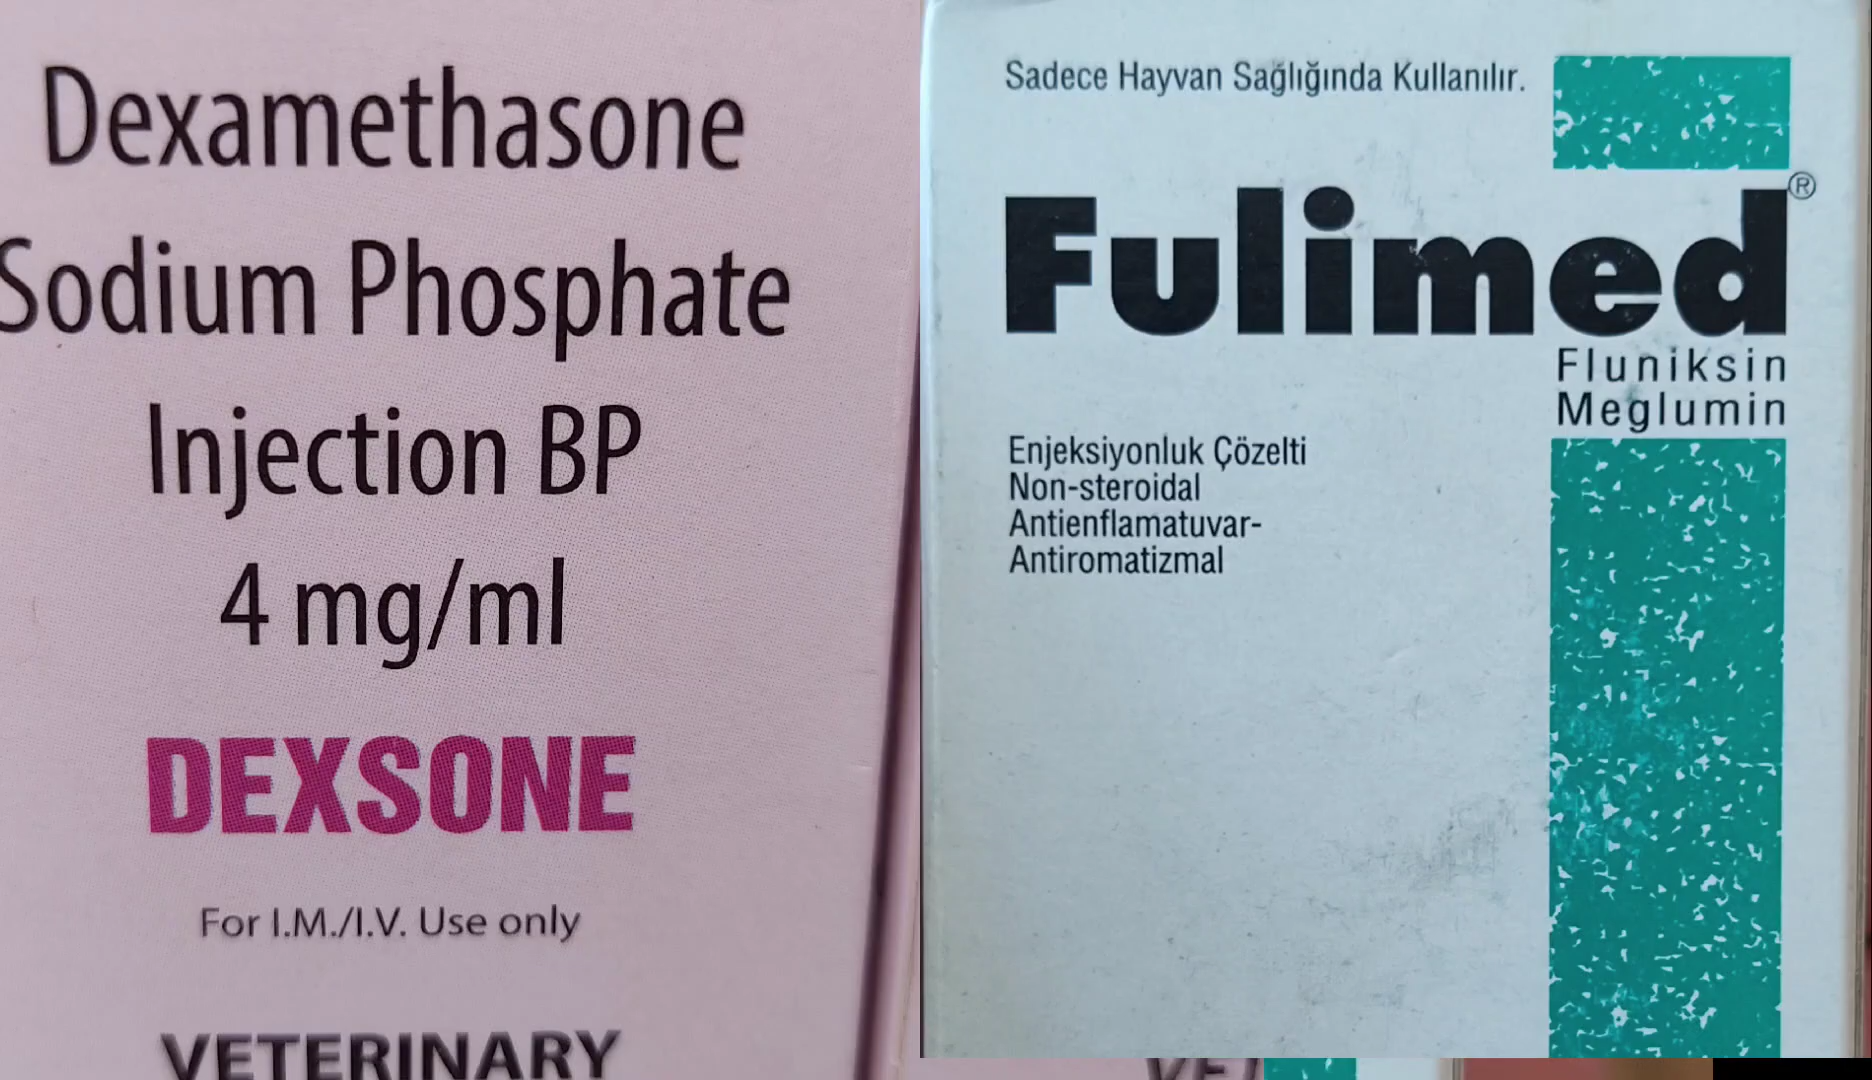 Dexamethasone
Sodium Phosphate
Injection BP
4 mg/ml
DEXSONE
For I.M./I.V. Use only
VETERINARY
Sadece Hayvan Sağlığında Kullanılır.
Fulimed®
Fluniksin
Meglumin
Enjeksiyonluk Çözelti
Non-steroidal
Antienflamatuvar-
Antiromatizmal